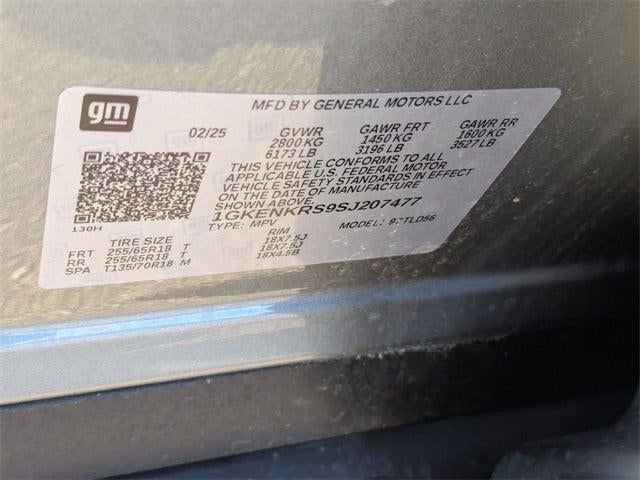 gm
MFD BY GENERAL MOTORS LLC
02/25 GVWR GAWR FRT GAWR RR
2800 KG 1450 KG 1600 KG
6173 LB 3196 LB 3527 LB
THIS VEHICLE CONFORMS TO ALL
APPLICABLE U.S. FEDERAL MOTOR
VEHICLE SAFETY STANDARDS IN EFFECT
ON THE DATE OF MANUFACTURE
SHOWN ABOVE.
1GKENKRS9SJ207477
TYPE: MPV MODEL:
130H
TIRE SIZE RIM
FRT 255/65R18 T 18X7.5J
RR 255/65R18 T 18X7.5J
SPA T135/70R18 M 18X4.5B